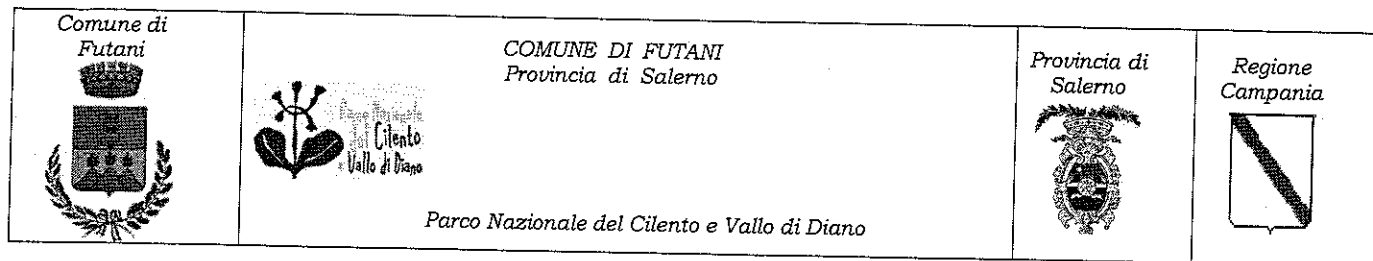 Comune di
Futani
COMUNE DI FUTANI
Provincia di Salerno
Parco Nazionale
del Cilento
e Vallo di Diano
Parco Nazionale del Cilento e Vallo di Diano
Provincia di
Salerno
Regione
Campania